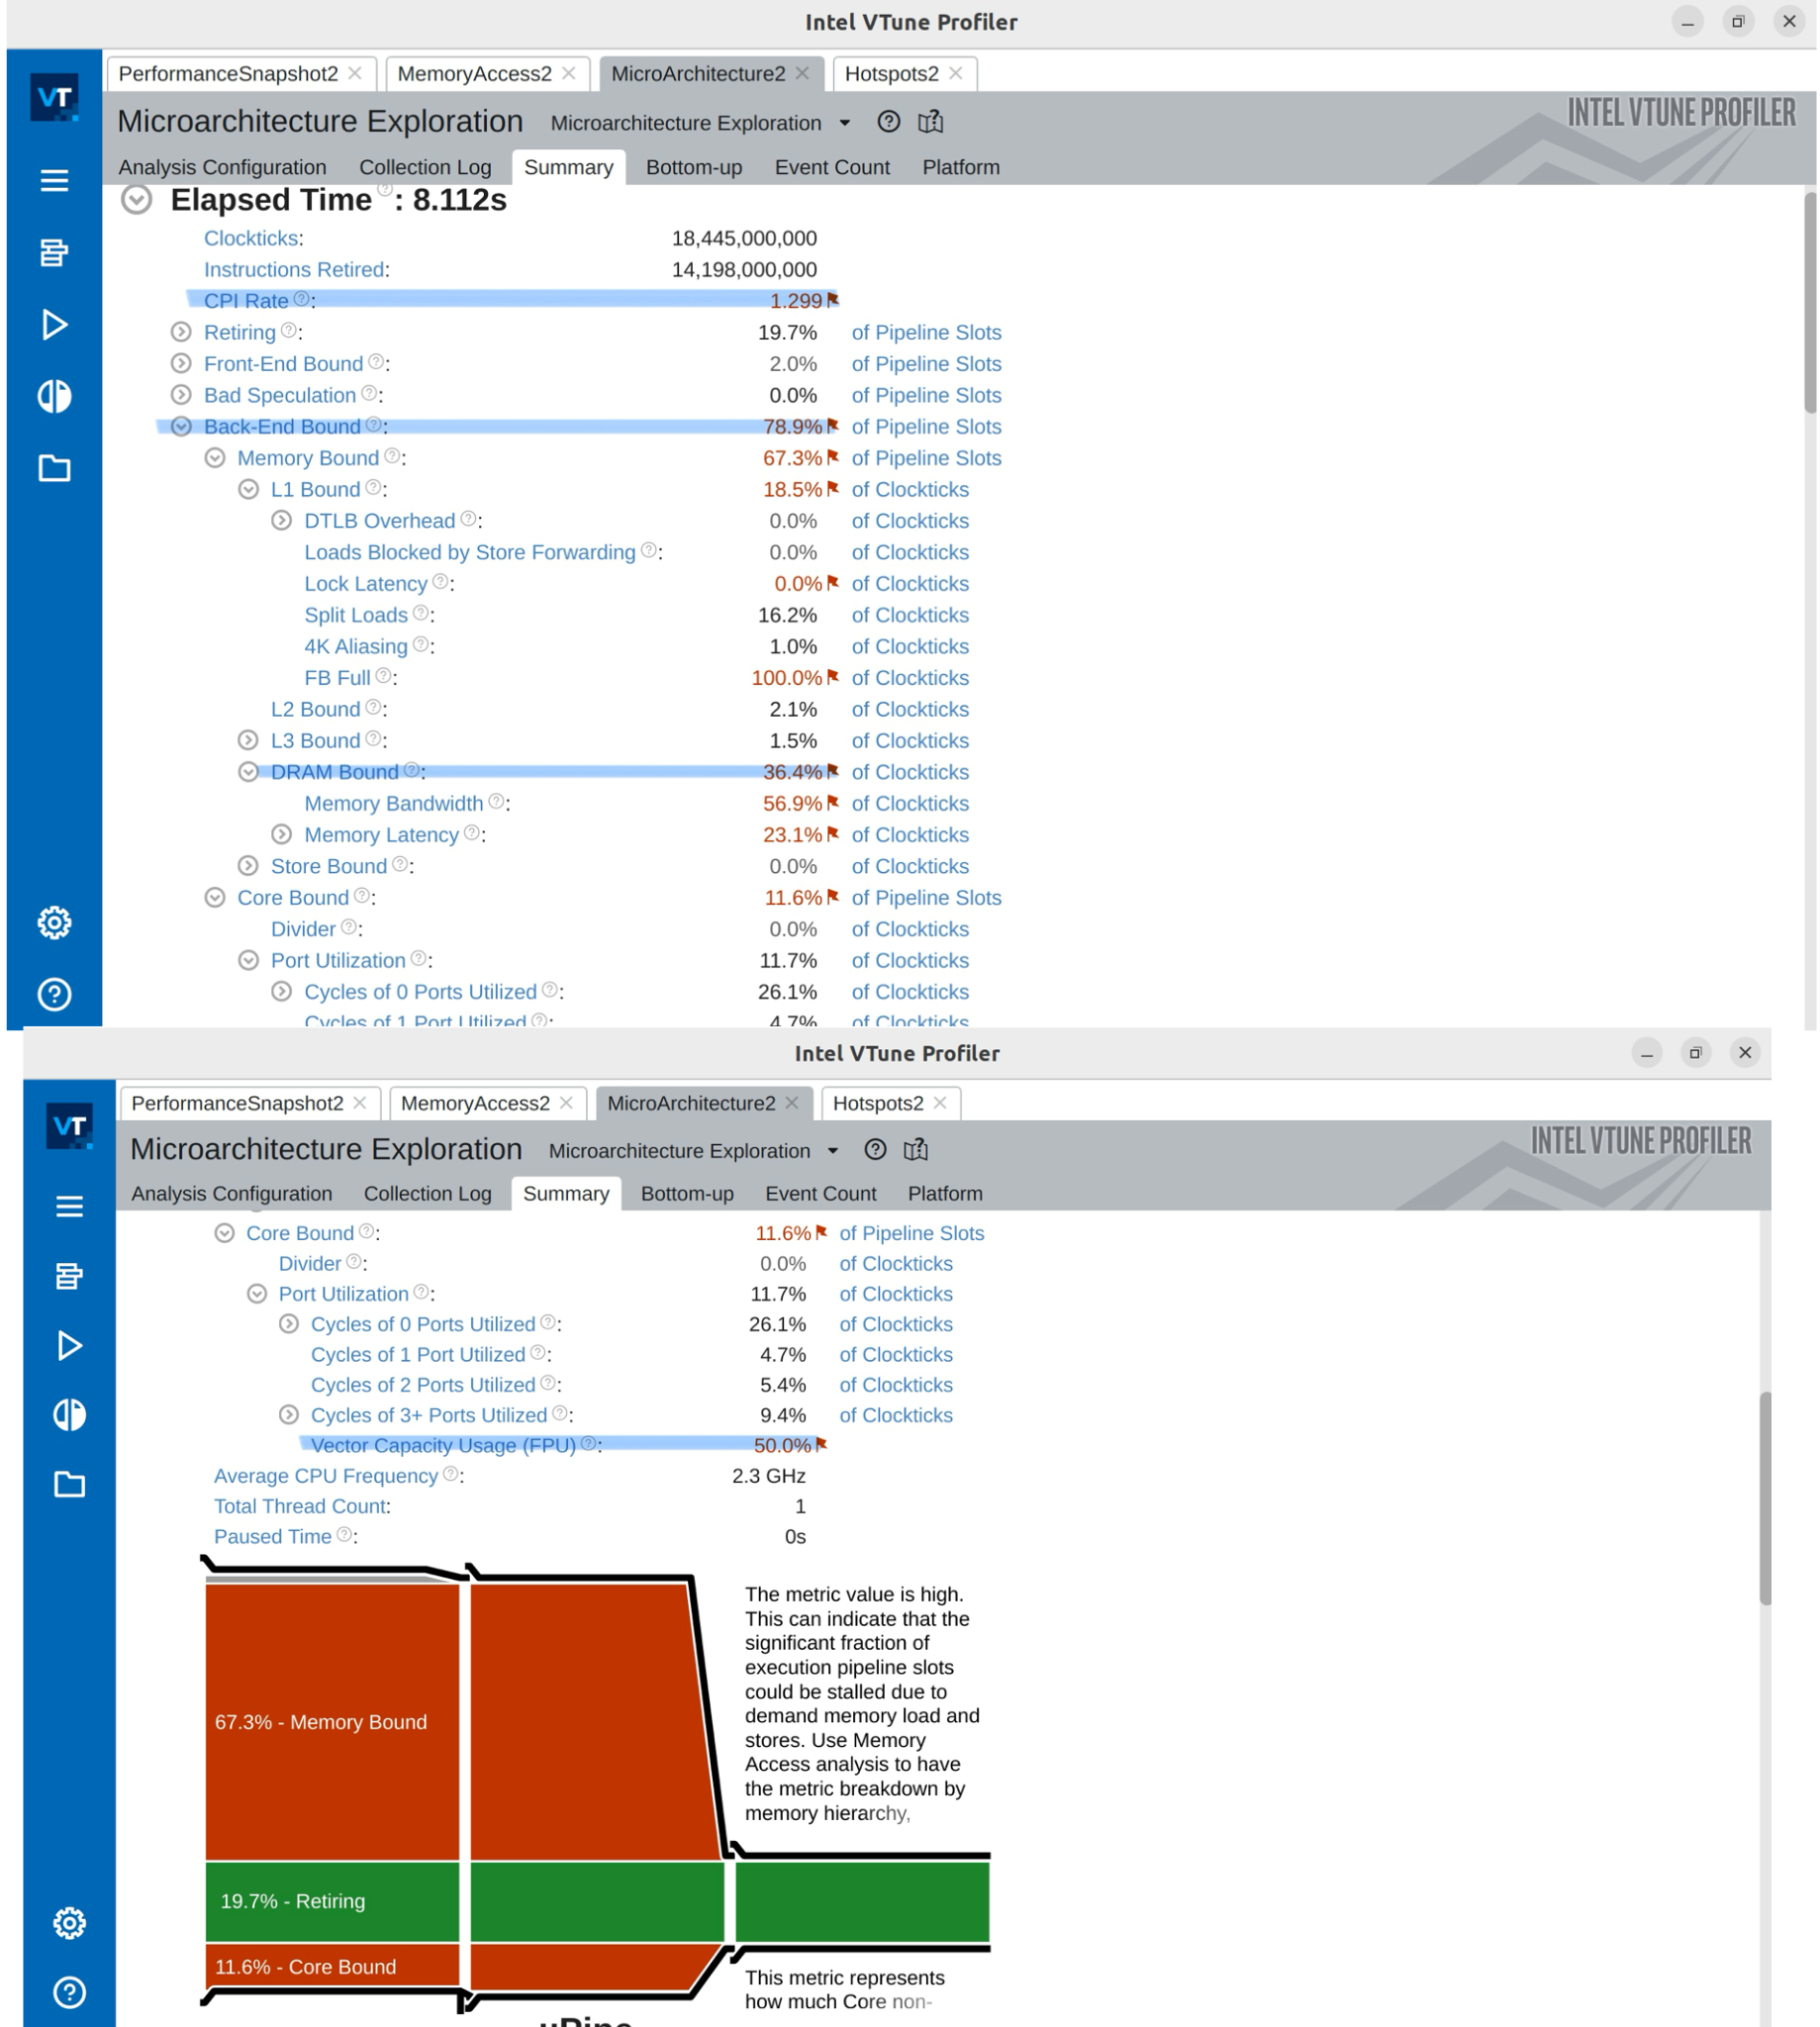 Intel VTune Profiler
PerformanceSnapshot2 MemoryAccess2 MicroArchitecture2 Hotspots2
VT
Microarchitecture Exploration Microarchitecture Exploration
INTEL VTUNE PROFILER
Analysis Configuration Collection Log Summary Bottom-up Event Count Platform
Elapsed Time : 8.112s
Clockticks: 18,445,000,000
Instructions Retired: 14,198,000,000
CPI Rate : 1.299
Retiring : 19.7% of Pipeline Slots
Front-End Bound : 2.0% of Pipeline Slots
Bad Speculation : 0.0% of Pipeline Slots
Back-End Bound : 78.9% of Pipeline Slots
Memory Bound : 67.3% of Pipeline Slots
L1 Bound : 18.5% of Clockticks
DTLB Overhead : 0.0% of Clockticks
Loads Blocked by Store Forwarding : 0.0% of Clockticks
Lock Latency : 0.0% of Clockticks
Split Loads : 16.2% of Clockticks
4K Aliasing : 1.0% of Clockticks
FB Full : 100.0% of Clockticks
L2 Bound : 2.1% of Clockticks
L3 Bound : 1.5% of Clockticks
DRAM Bound : 36.4% of Clockticks
Memory Bandwidth : 56.9% of Clockticks
Memory Latency : 23.1% of Clockticks
Store Bound : 0.0% of Clockticks
Core Bound : 11.6% of Pipeline Slots
Divider : 0.0% of Clockticks
Port Utilization : 11.7% of Clockticks
Cycles of 0 Ports Utilized : 26.1% of Clockticks
Cycles of 1 Port Utilized : 4.7% of Clockticks
Intel VTune Profiler
PerformanceSnapshot2 MemoryAccess2 MicroArchitecture2 Hotspots2
VT
Microarchitecture Exploration Microarchitecture Exploration
INTEL VTUNE PROFILER
Analysis Configuration Collection Log Summary Bottom-up Event Count Platform
Core Bound : 11.6% of Pipeline Slots
Divider : 0.0% of Clockticks
Port Utilization : 11.7% of Clockticks
Cycles of 0 Ports Utilized : 26.1% of Clockticks
Cycles of 1 Port Utilized : 4.7% of Clockticks
Cycles of 2 Ports Utilized : 5.4% of Clockticks
Cycles of 3+ Ports Utilized : 9.4% of Clockticks
Vector Capacity Usage (FPU) : 50.0%
Average CPU Frequency : 2.3 GHz
Total Thread Count: 1
Paused Time : 0s
67.3% - Memory Bound
19.7% - Retiring
11.6% - Core Bound
The metric value is high.
This can indicate that the
significant fraction of
execution pipeline slots
could be stalled due to
demand memory load and
stores. Use Memory
Access analysis to have
the metric breakdown by
memory hierarchy,
This metric represents
how much Core non-
µPipe